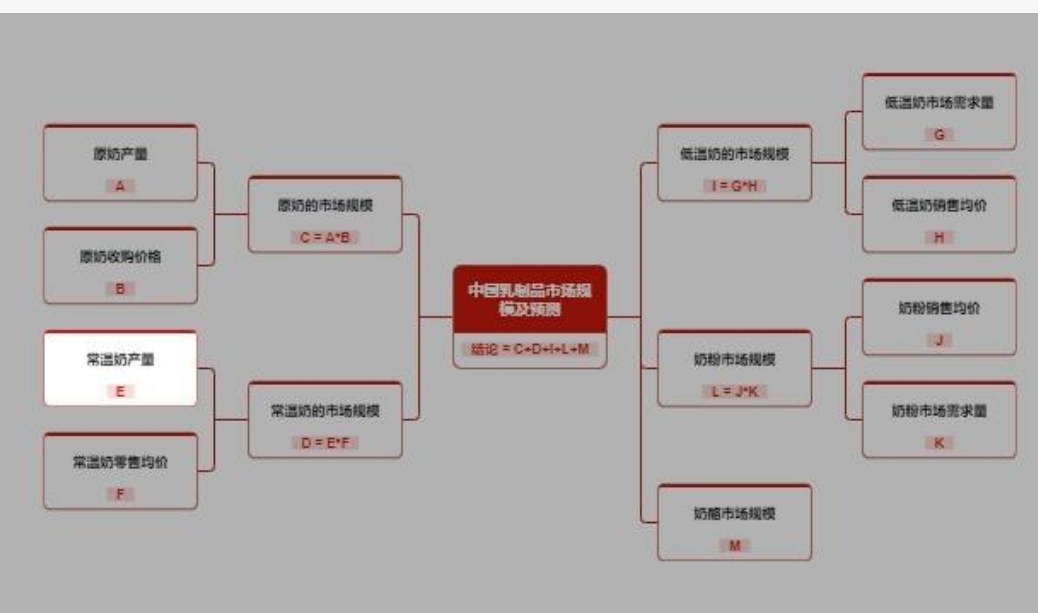 原奶产量
A
原奶收购价格
B
原奶的市场规模
C = A*B
常温奶产量
E
常温奶零售均价
F
常温奶的市场规模
D = E*F
中国乳制品市场规
模及预测
结论 = C+D+I+L+M
低温奶的市场规模
I = G*H
低温奶市场需求量
G
低温奶销售均价
H
奶粉市场规模
L = J*K
奶粉销售均价
J
奶粉市场需求量
K
奶酪市场规模
M